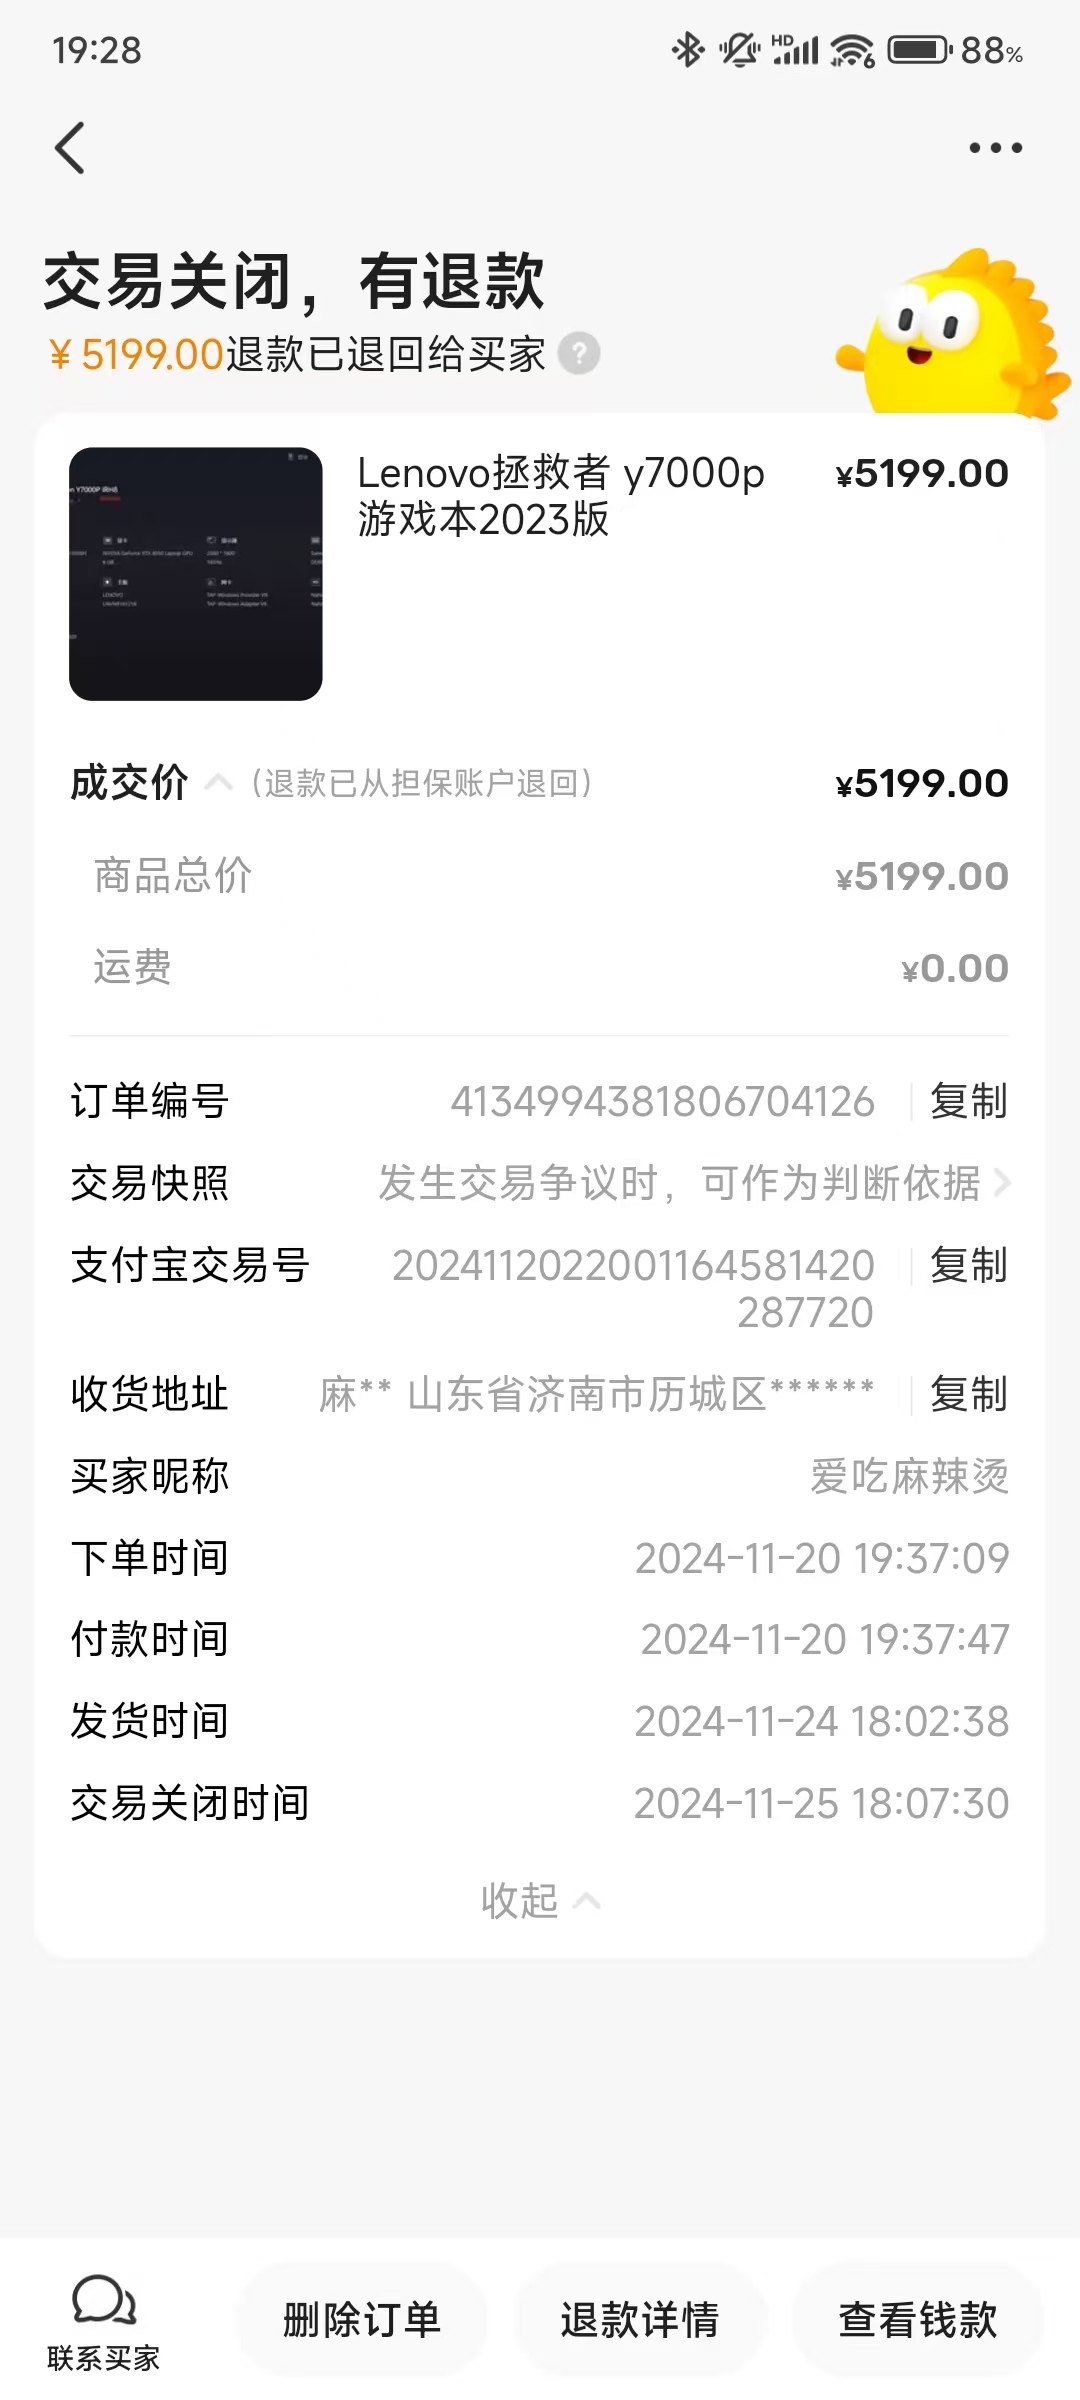 19:28
HD
6
88%
交易关闭，有退款
¥5199.00退款已退回给买家 ?
Lenovo拯救者 y7000p
游戏本2023版
¥5199.00
成交价 (退款已从担保账户退回) ¥5199.00
商品总价 ¥5199.00
运费 ¥0.00
订单编号 4134994381806704126 复制
交易快照 发生交易争议时，可作为判断依据
支付宝交易号 2024112022001164581420 复制
287720
收货地址 麻** 山东省济南市历城区****** 复制
买家昵称 爱吃麻辣烫
下单时间 2024-11-20 19:37:09
付款时间 2024-11-20 19:37:47
发货时间 2024-11-24 18:02:38
交易关闭时间 2024-11-25 18:07:30
收起
联系买家
删除订单
退款详情
查看钱款